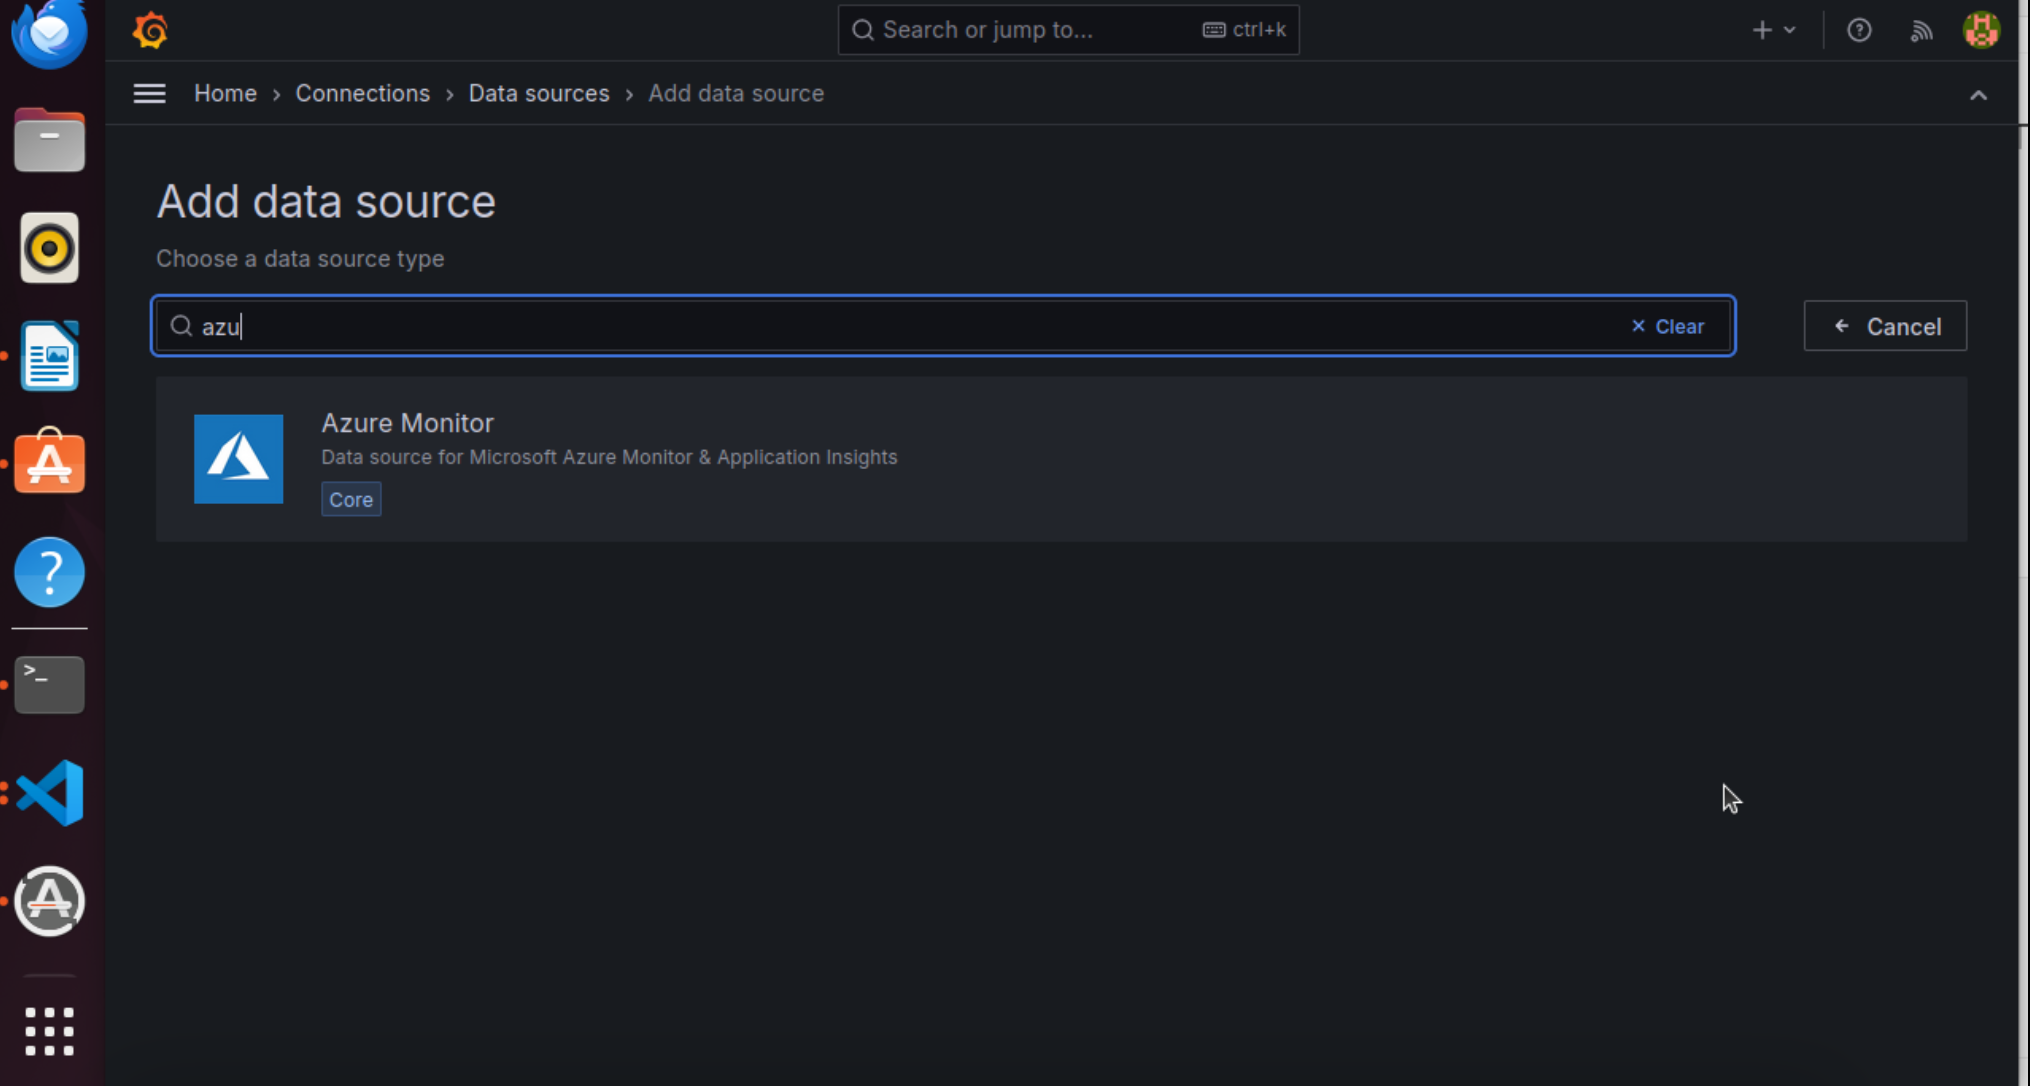 Search or jump to... ctrl+k
Home › Connections › Data sources › Add data source
Add data source
Choose a data source type
azu × Clear ← Cancel
Azure Monitor
Data source for Microsoft Azure Monitor & Application Insights
Core